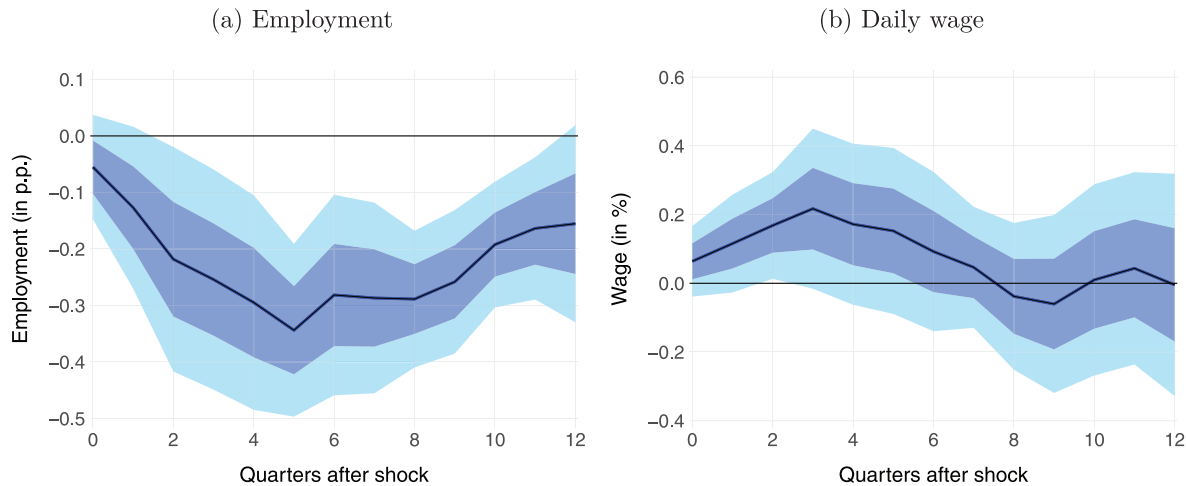 (a) Employment
0.1
0.0
−0.1
−0.2
−0.3
−0.4
−0.5
Employment (in p.p.)
0 2 4 6 8 10 12
Quarters after shock
(b) Daily wage
0.6
0.4
0.2
0.0
−0.2
−0.4
Wage (in %)
0 2 4 6 8 10 12
Quarters after shock